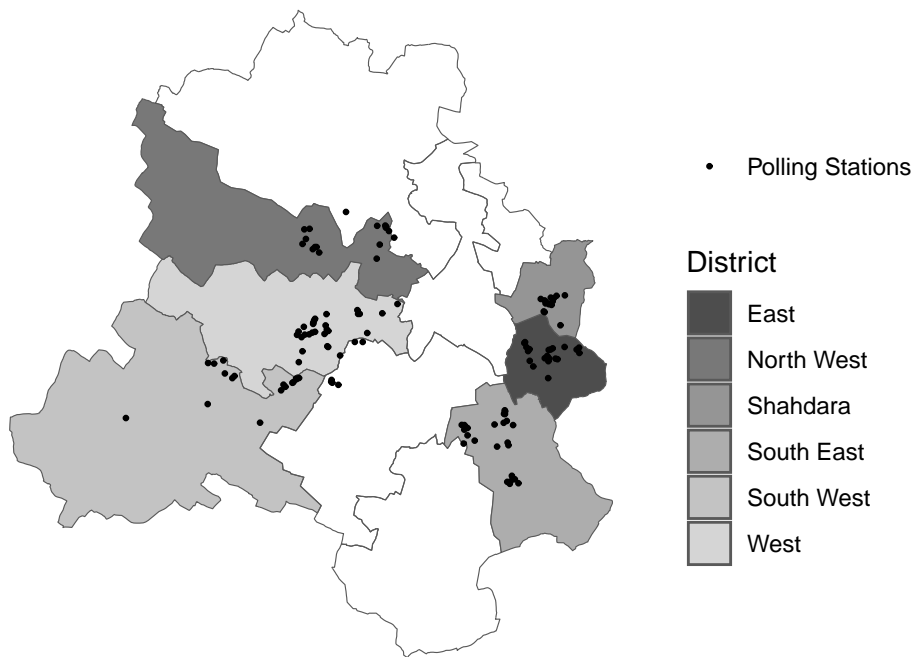 Polling Stations
District
East
North West
Shahdara
South East
South West
West